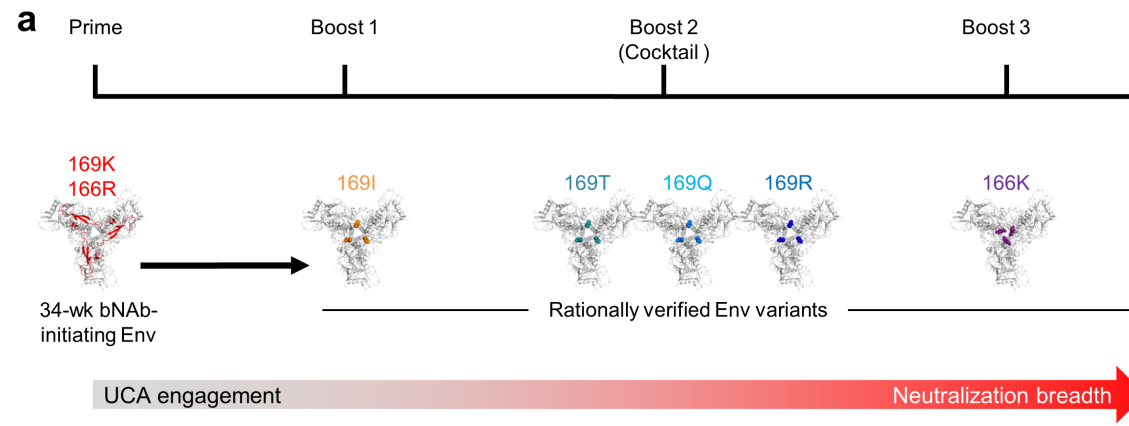 a
Prime
Boost 1
Boost 2
(Cocktail )
Boost 3
169K
166R
169I
169T
169Q
169R
166K
34-wk bNAb-
initiating Env
Rationally verified Env variants
UCA engagement
Neutralization breadth